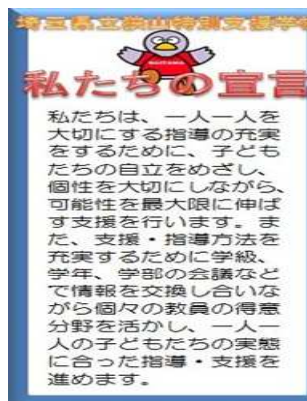 埼玉県立狭山特別支援学校
SAITAMA
私たちの宣言
私たちは、一人一人を
大切にする指導の充実
をするために、子ども
たちの自立をめざし、
個性を大切にしながら、
可能性を最大限に伸ば
す支援を行います。ま
た、支援・指導方法を
充実するために学級、
学年、学部の会議など
で情報を交換し合いな
がら個々の教員の得意
分野を活かし、一人一
人の子どもたちの実態
に合った指導・支援を
進めます。